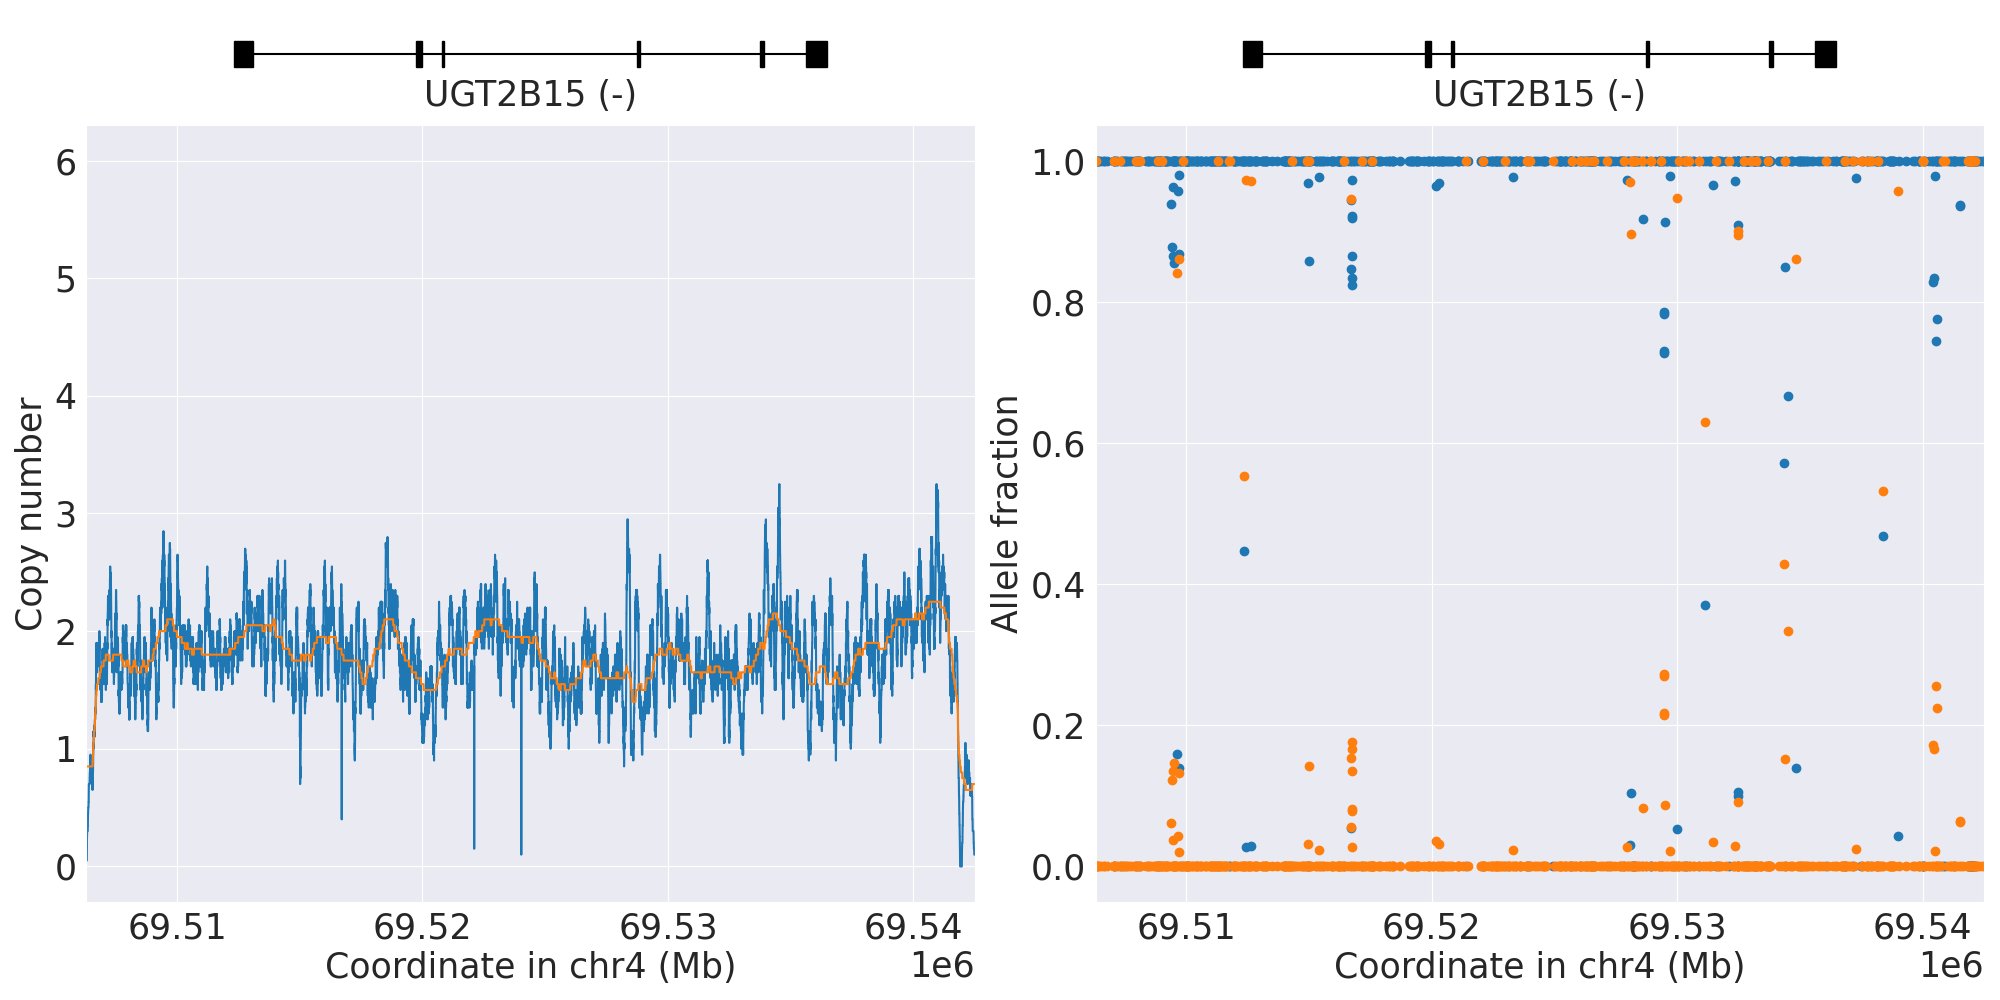 UGT2B15 (-)
6
5
4
3
2
1
0
Copy number
69.51
69.52
69.53
69.54
Coordinate in chr4 (Mb)
1e6
UGT2B15 (-)
1.0
0.8
0.6
0.4
0.2
0.0
Allele fraction
69.51
69.52
69.53
69.54
Coordinate in chr4 (Mb)
1e6